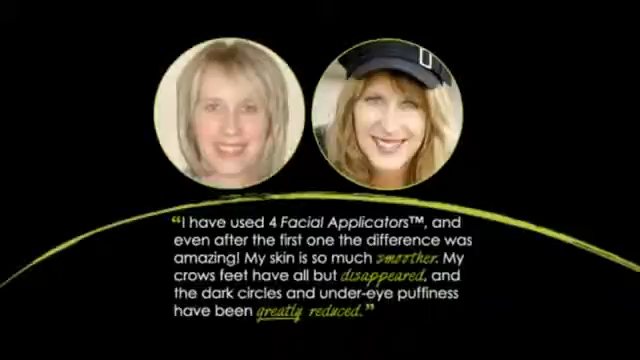 “I have used 4 Facial Applicators™, and
even after the first one the difference was
amazing! My skin is so much smoother. My
crows feet have all but disappeared, and
the dark circles and under-eye puffiness
have been greatly reduced.”